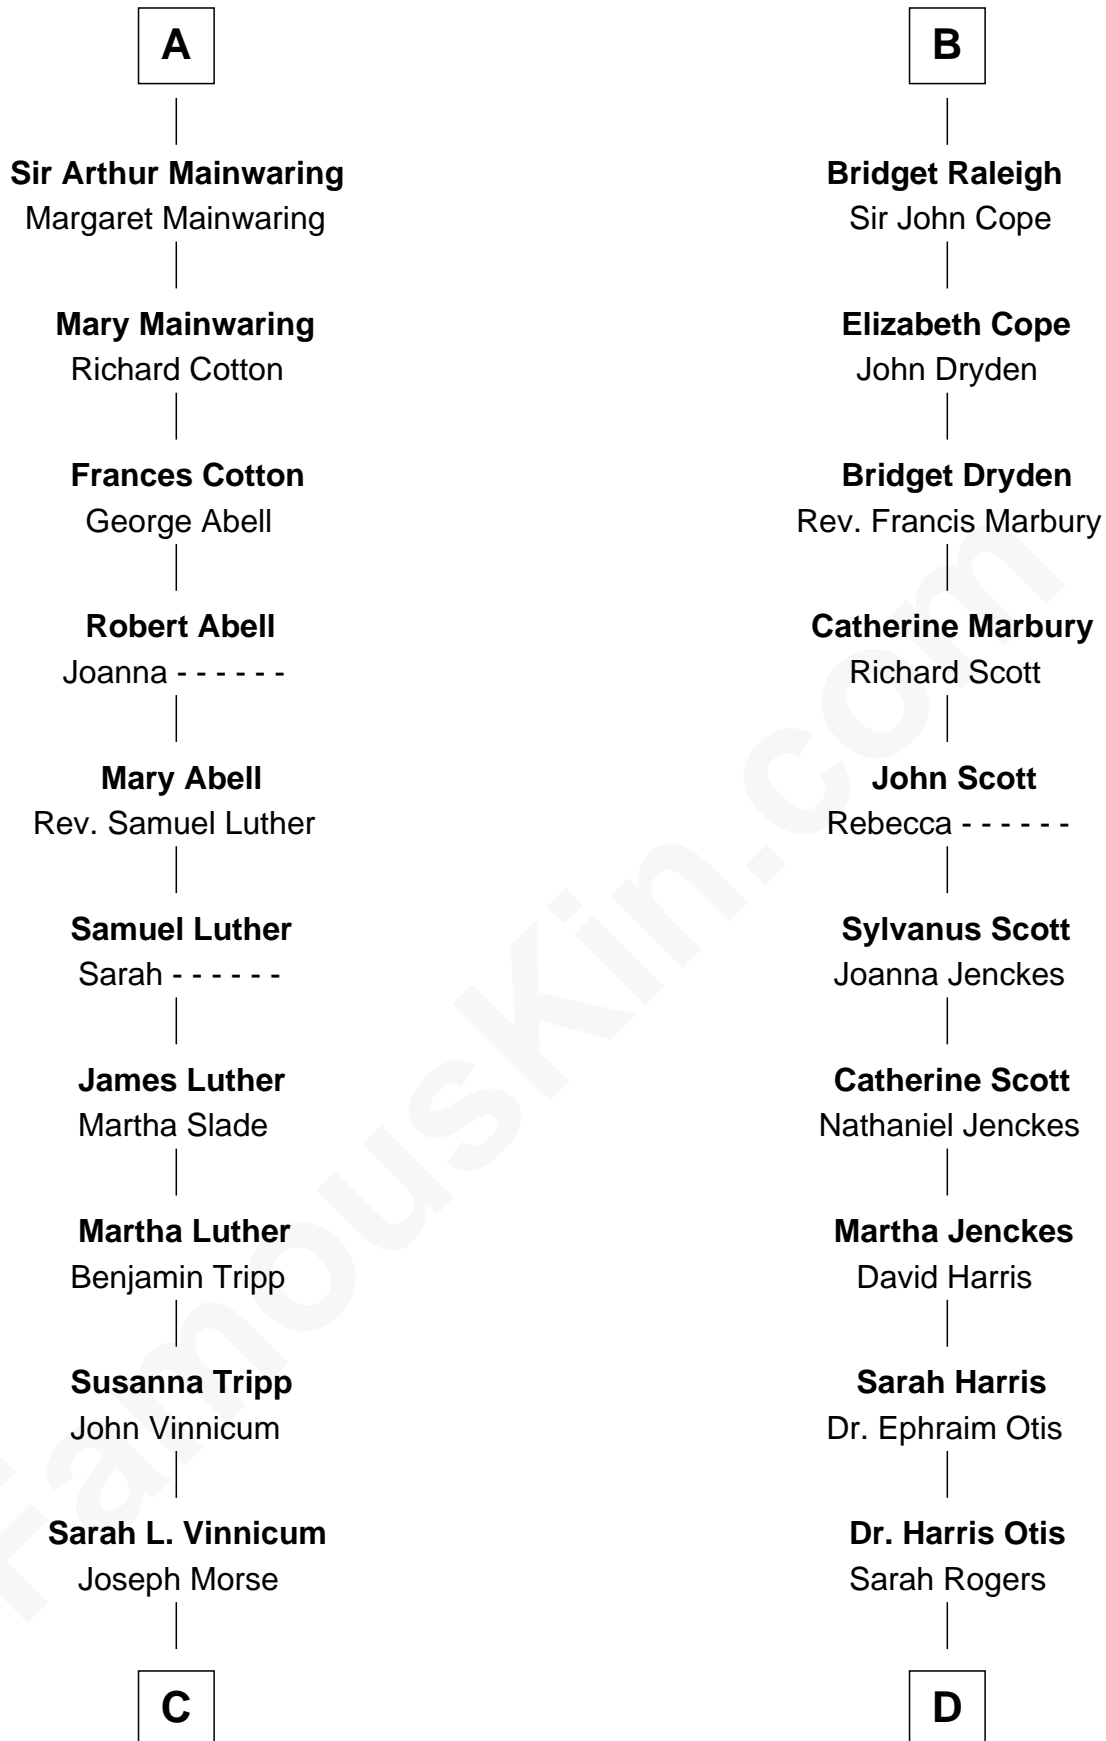 A
Sir Arthur Mainwaring
Margaret Mainwaring
Mary Mainwaring
Richard Cotton
Frances Cotton
George Abell
Robert Abell
Joanna - - - - - -
Mary Abell
Rev. Samuel Luther
Samuel Luther
Sarah - - - - - -
James Luther
Martha Slade
Martha Luther
Benjamin Tripp
Susanna Tripp
John Vinnicum
Sarah L. Vinnicum
Joseph Morse
C
B
Bridget Raleigh
Sir John Cope
Elizabeth Cope
John Dryden
Bridget Dryden
Rev. Francis Marbury
Catherine Marbury
Richard Scott
John Scott
Rebecca - - - - - -
Sylvanus Scott
Joanna Jenckes
Catherine Scott
Nathaniel Jenckes
Martha Jenckes
David Harris
Sarah Harris
Dr. Ephraim Otis
Dr. Harris Otis
Sarah Rogers
D
FamousKin.com